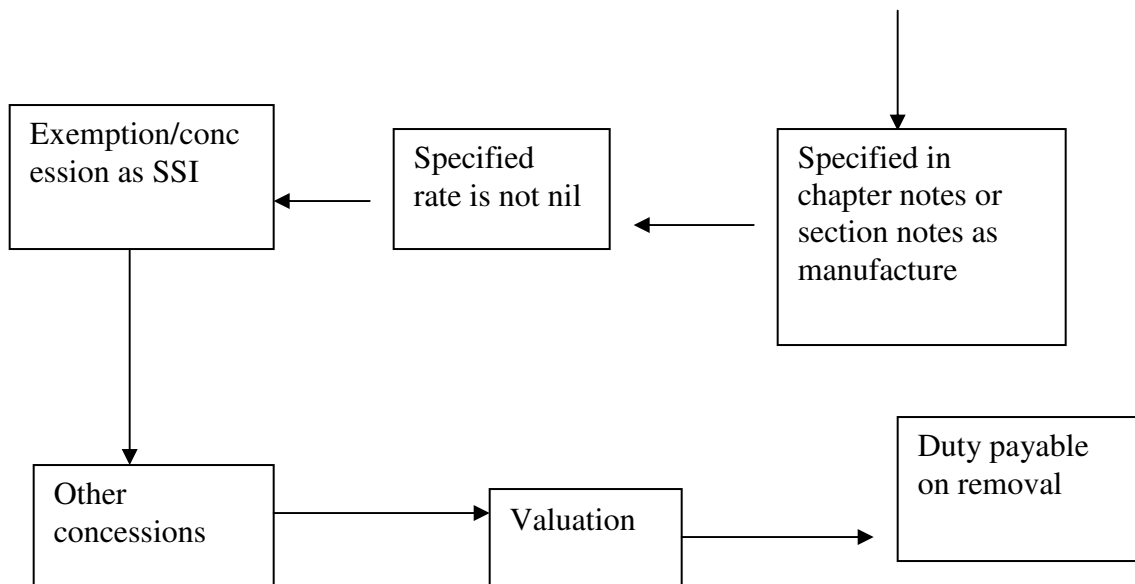 Exemption/conc
ession as SSI
Specified
rate is not nil
Specified in
chapter notes or
section notes as
manufacture
Other
concessions
Valuation
Duty payable
on removal